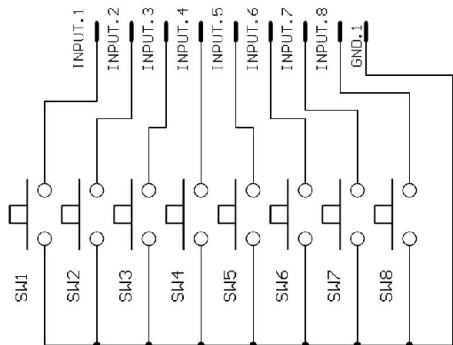 INPUT.1
INPUT.2
INPUT.3
INPUT.4
INPUT.5
INPUT.6
INPUT.7
INPUT.8
GND.1
SW1
SW2
SW3
SW4
SW5
SW6
SW7
SW8